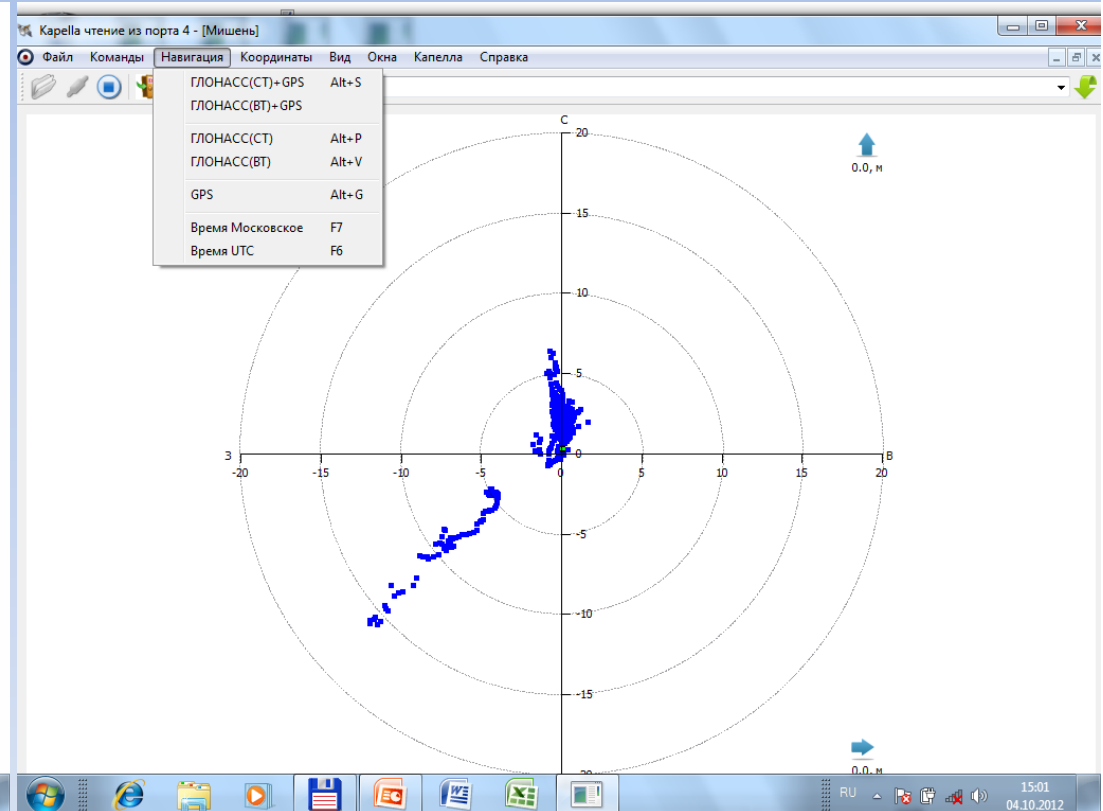 Kapella чтение из порта 4 - [Мишень]
Файл Команды Навигация Координаты Вид Окна Капелла Справка
ГЛОНАСС(СТ)+GPS Alt+S
ГЛОНАСС(ВТ)+GPS
ГЛОНАСС(СТ) Alt+P
ГЛОНАСС(ВТ) Alt+V
GPS Alt+G
Время Московское F7
Время UTC F6
С
20
0.0, м
15
10
5
З
0
В
-20 -15 -10 -5 0 5 10 15 20
-5
-10
-15
-20
0.0, м
RU
15:01
04.10.2012